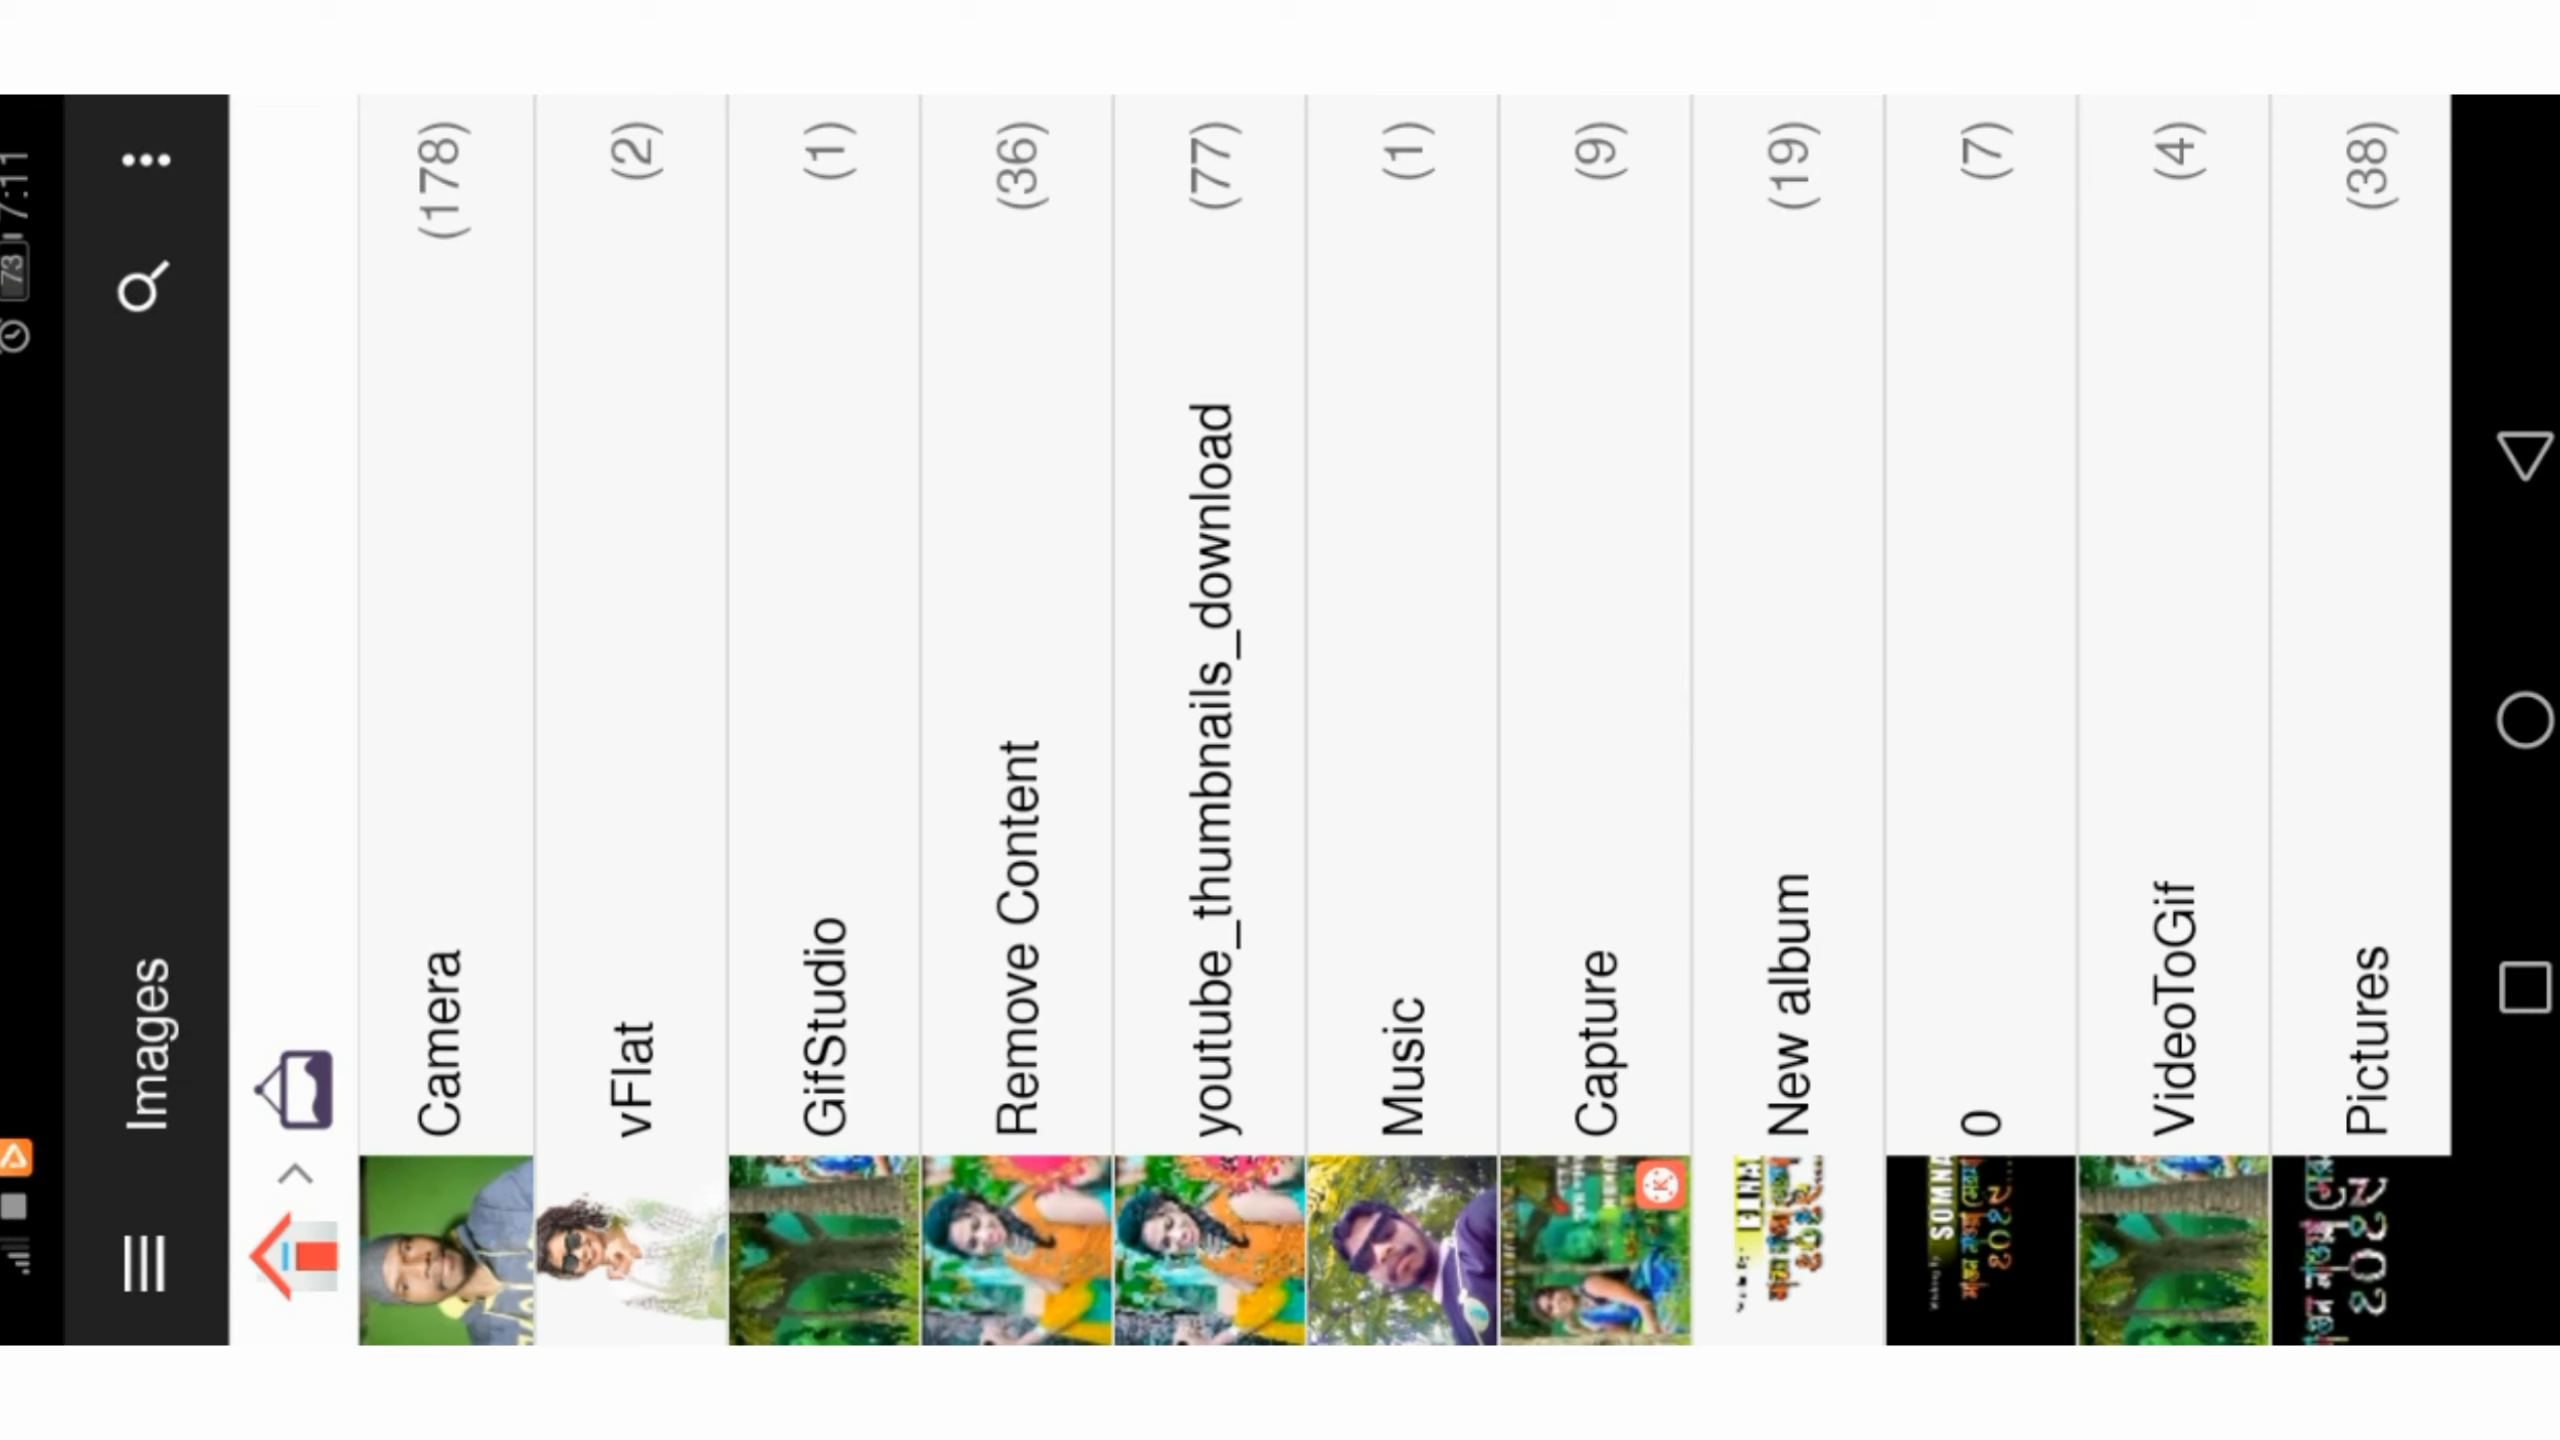 73 7:11
Images
Camera (178)
vFlat (2)
GifStudio (1)
Remove Content (36)
youtube_thumbnails_download (77)
Music (1)
Capture (9)
New album (19)
0 (7)
VideoToGif (4)
Pictures (38)